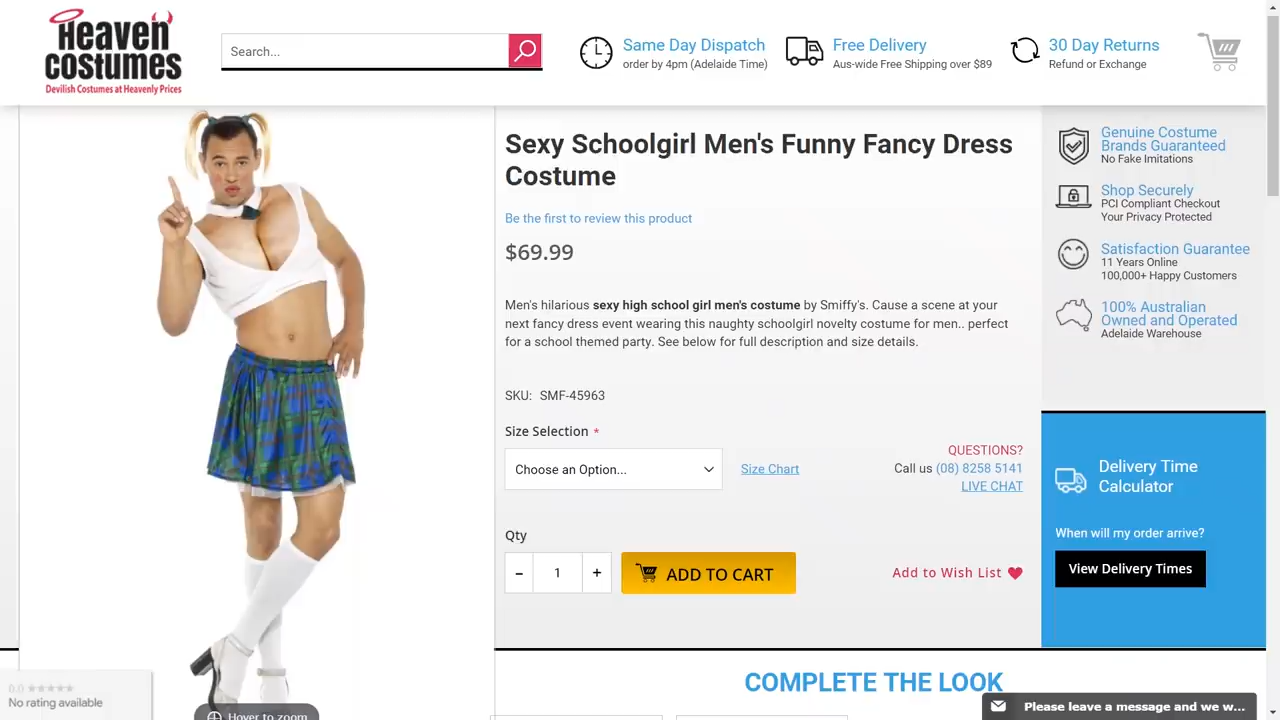 Heaven
COSTUMES
Devilish Costumes at Heavenly Prices
Search...
Same Day Dispatch
order by 4pm (Adelaide Time)
Free Delivery
Aus-wide Free Shipping over $89
30 Day Returns
Refund or Exchange
Sexy Schoolgirl Men's Funny Fancy Dress
Costume
Be the first to review this product
$69.99
Men's hilarious sexy high school girl men's costume by Smiffy's. Cause a scene at your
next fancy dress event wearing this naughty schoolgirl novelty costume for men.. perfect
for a school themed party. See below for full description and size details.
SKU: SMF-45963
Size Selection *
Choose an Option...
Size Chart
QUESTIONS?
Call us (08) 8258 5141
LIVE CHAT
Qty
- 1 +
ADD TO CART
Add to Wish List
Genuine Costume
Brands Guaranteed
No Fake Imitations
Shop Securely
PCI Compliant Checkout
Your Privacy Protected
Satisfaction Guarantee
11 Years Online
100,000+ Happy Customers
100% Australian
Owned and Operated
Adelaide Warehouse
Delivery Time
Calculator
When will my order arrive?
View Delivery Times
0.0
No rating available
Hover to zoom
COMPLETE THE LOOK
Please leave a message and we w...